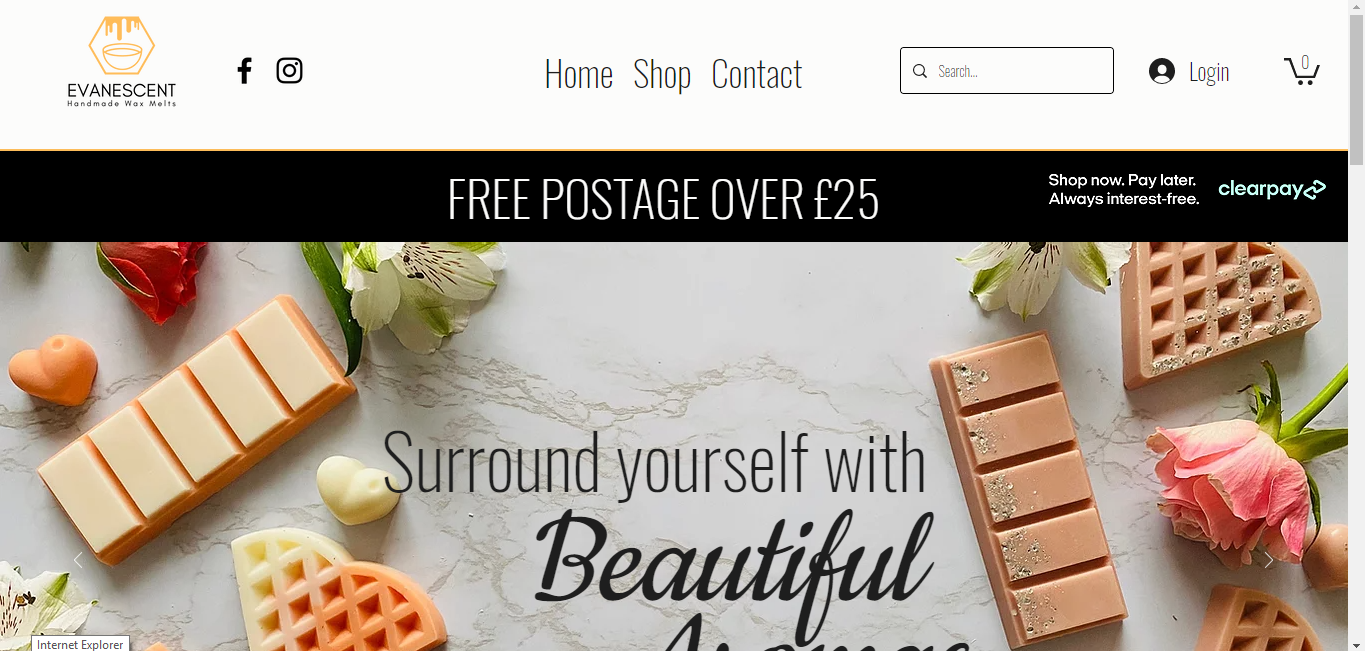 EVANESCENT
Handmade Wax Melts
Home Shop Contact
Search...
Login
0
FREE POSTAGE OVER £25
Shop now. Pay later.
Always interest-free.
clearpay
Surround yourself with
Beautiful
Internet Explorer